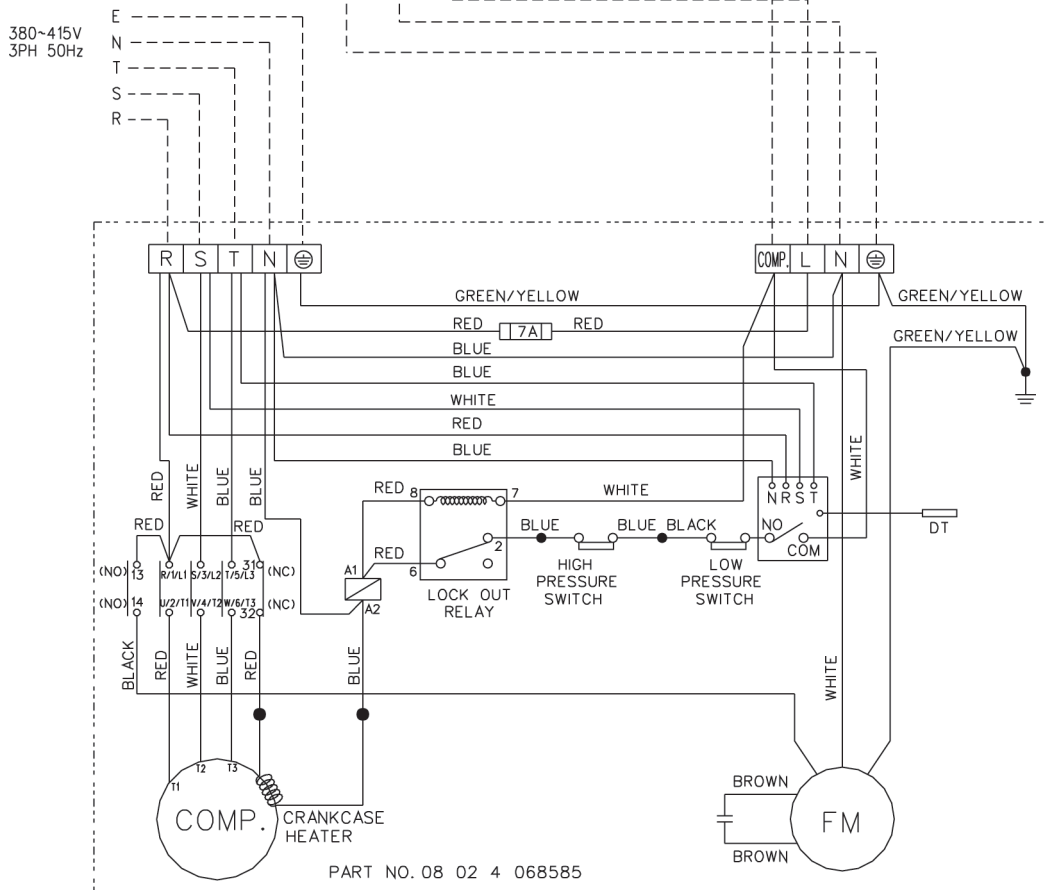 380~415V
3PH 50Hz
E
N
T
S
R
R S T N
COMP. L N
GREEN/YELLOW
GREEN/YELLOW
RED 7A RED
GREEN/YELLOW
BLUE
BLUE
WHITE
RED
BLUE
RED
WHITE
BLUE
BLUE
WHITE
N R S T
RED 8
7 WHITE
RED
RED
BLUE
BLUE BLACK
NO
COM
DT
2
RED
6
HIGH
PRESSURE
SWITCH
LOW
PRESSURE
SWITCH
LOCK OUT
RELAY
A1
A2
(NO) 13 R/1/L1 S/3/L2 T/5/L3 31 (NC)
(NO) 14 U/2/T1 V/4/T2 W/6/T3 32 (NC)
BLACK
RED
WHITE
BLUE
RED
BLUE
WHITE
T1
T2
T3
COMP.
CRANKCASE
HEATER
BROWN
FM
BROWN
PART NO. 08 02 4 068585